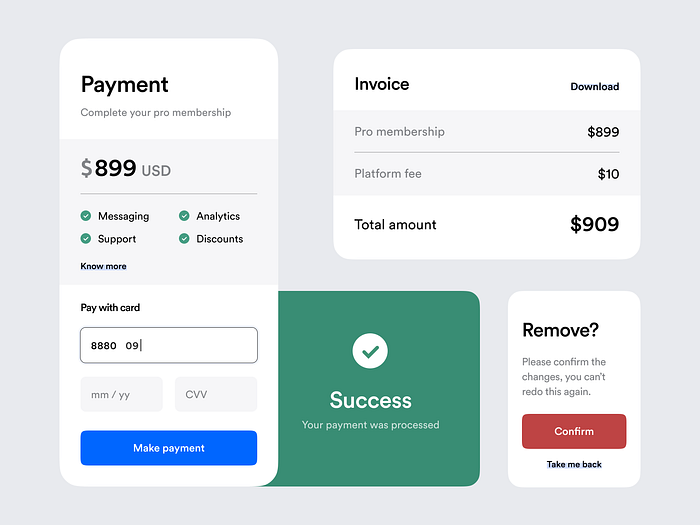 Payment
Complete your pro membership
$899 USD
Messaging
Analytics
Support
Discounts
Know more
Pay with card
8880 09
mm / yy
CVV
Make payment
Invoice
Download
Pro membership
$899
Platform fee
$10
Total amount
$909
Success
Your payment was processed
Remove?
Please confirm the
changes, you can't
redo this again.
Confirm
Take me back